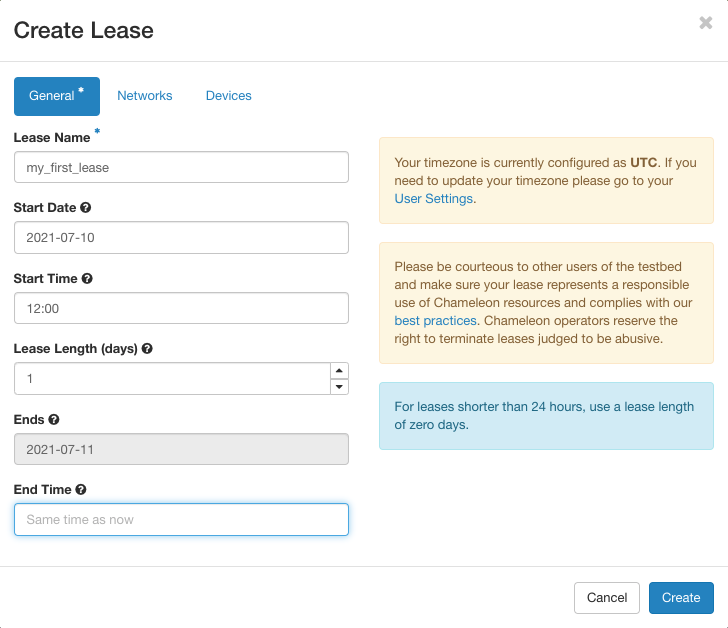 Create Lease
×
General *
Networks
Devices
Lease Name *
my_first_lease
Start Date ?
2021-07-10
Start Time ?
12:00
Lease Length (days) ?
1
Ends ?
2021-07-11
End Time ?
Same time as now
Your timezone is currently configured as UTC. If you
need to update your timezone please go to your
User Settings.
Please be courteous to other users of the testbed
and make sure your lease represents a responsible
use of Chameleon resources and complies with our
best practices. Chameleon operators reserve the
right to terminate leases judged to be abusive.
For leases shorter than 24 hours, use a lease length
of zero days.
Cancel
Create